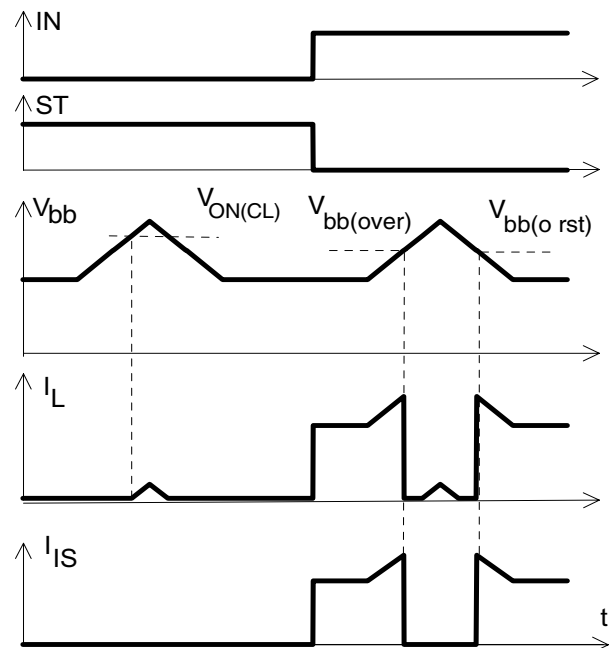 IN
ST
Vbb
VON(CL)
Vbb(over)
Vbb(o rst)
IL
IIS
t